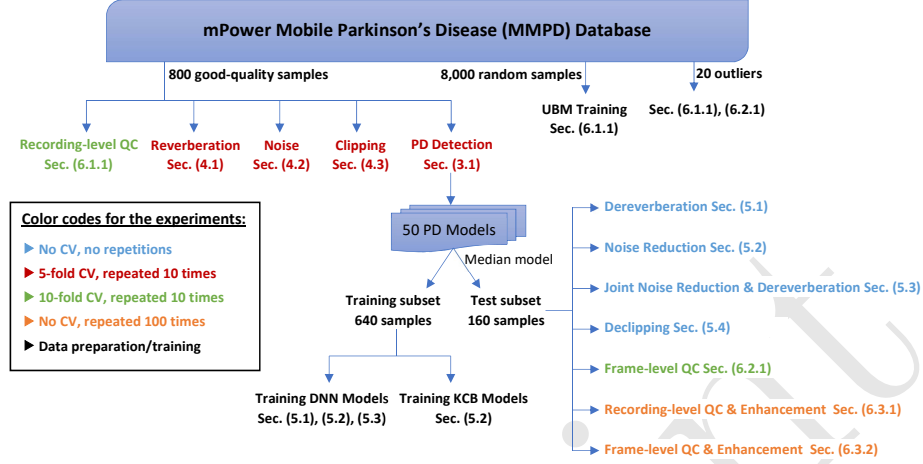 mPower Mobile Parkinson's Disease (MMPD) Database
800 good-quality samples
8,000 random samples
20 outliers
UBM Training
Sec. (6.1.1)
Sec. (6.1.1), (6.2.1)
Recording-level QC
Sec. (6.1.1)
Reverberation
Sec. (4.1)
Noise
Sec. (4.2)
Clipping
Sec. (4.3)
PD Detection
Sec. (3.1)
Color codes for the experiments:
No CV, no repetitions
5-fold CV, repeated 10 times
10-fold CV, repeated 10 times
No CV, repeated 100 times
Data preparation/training
50 PD Models
Median model
Training subset
640 samples
Test subset
160 samples
Training DNN Models
Sec. (5.1), (5.2), (5.3)
Training KCB Models
Sec. (5.2)
Dereverberation Sec. (5.1)
Noise Reduction Sec. (5.2)
Joint Noise Reduction & Dereverberation Sec. (5.3)
Declipping Sec. (5.4)
Frame-level QC Sec. (6.2.1)
Recording-level QC & Enhancement Sec. (6.3.1)
Frame-level QC & Enhancement Sec. (6.3.2)